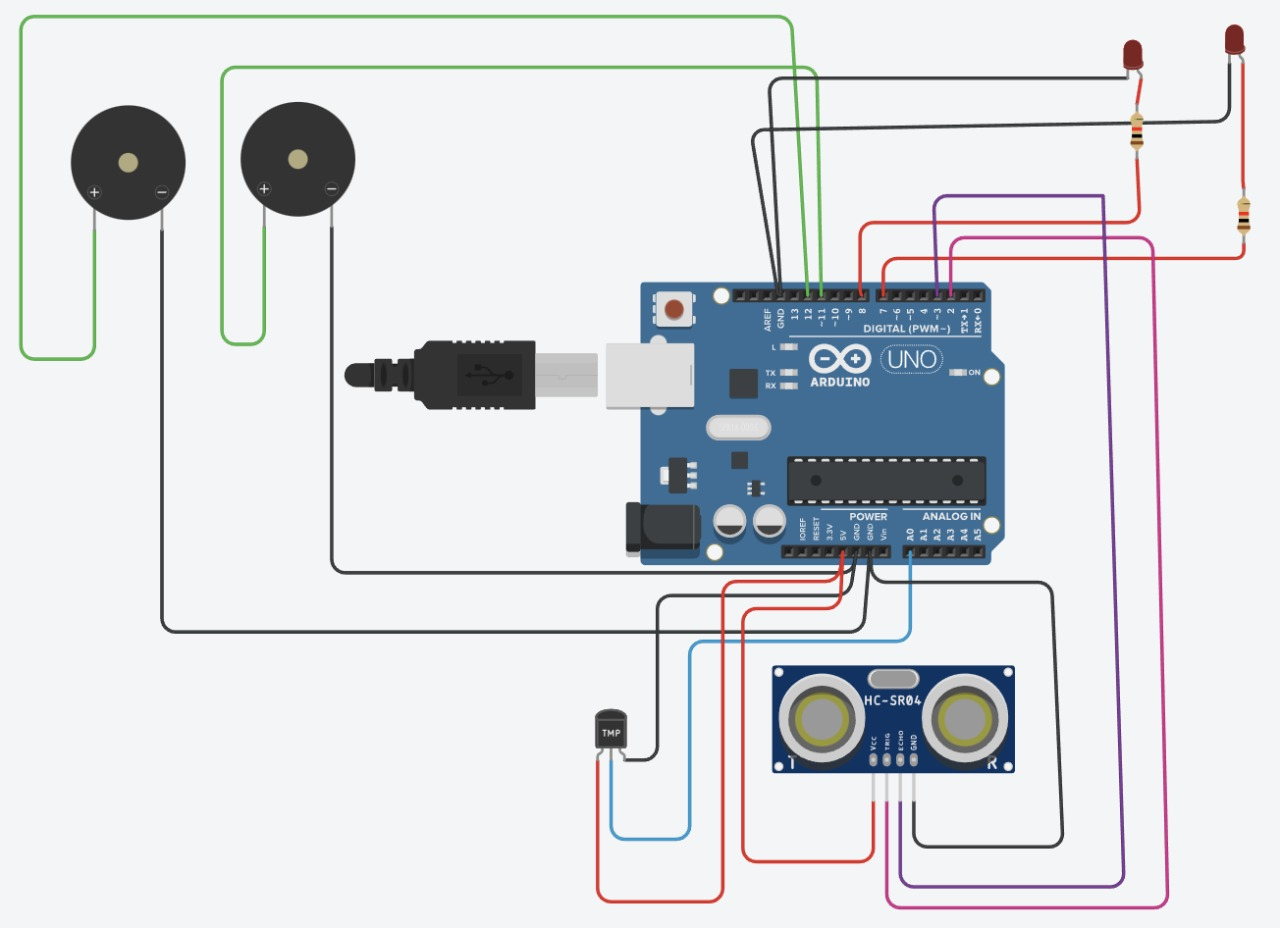 + −
+ −
AREF
GND
13
12
~11
~10
~9
8
7
~6
~5
4
~3
2
TX→1
RX←0
DIGITAL (PWM~)
L
TX
RX
UNO
ARDUINO
ON
POWER
ANALOG IN
IOREF
RESET
3.3V
5V
GND
GND
Vin
A0
A1
A2
A3
A4
A5
TMP
HC-SR04
VCC
TRIG
ECHO
GND
T
R